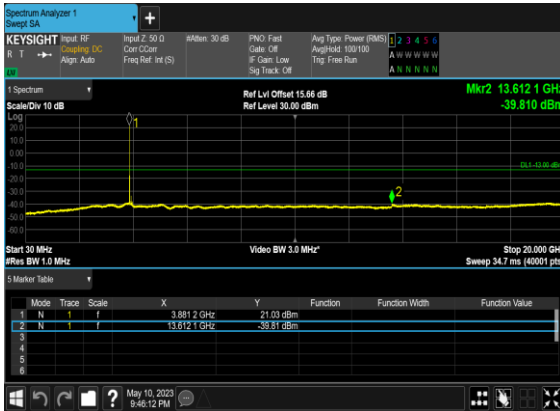 Spectrum Analyzer 1
Swept SA
+
KEYSIGHT Input: RF Input Z: 50 Ω #Atten: 30 dB PNO: Fast Avg Type: Power (RMS) 1 2 3 4 5 6
R T Coupling: DC Corr CCorr Gate: Off Avg|Hold: 100/100 A W W W W W
Align: Auto Freq Ref: Int (S) IF Gain: Low Trig: Free Run
Sig Track: Off A N N N N N
1 Spectrum Ref Lvl Offset 15.66 dB Mkr2 13.612 1 GHz
Scale/Div 10 dB Ref Level 30.00 dBm -39.810 dBm
Log
1
20.0
10.0
0.00
-10.0
DL1 -13.00 dBm
-20.0
-30.0
2
-40.0
-50.0
-60.0
Start 30 MHz Video BW 3.0 MHz* Stop 20.000 GHz
#Res BW 1.0 MHz Sweep 34.7 ms (40001 pts)
5 Marker Table
Mode Trace Scale X Y Function Function Width Function Value
1 N 1 f 3.881 2 GHz 21.03 dBm
2 N 1 f 13.612 1 GHz -39.81 dBm
3
4
5
6
? May 10, 2023
9:46:12 PM